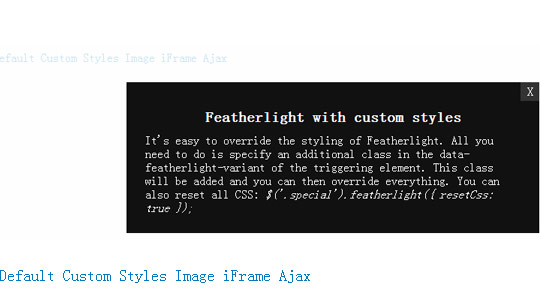 efault Custom Styles Image iFrame Ajax
X
Featherlight with custom styles
It's easy to override the styling of Featherlight. All you
need to do is specify an additional class in the data-
featherlight-variant of the triggering element. This class
will be added and you can then override everything. You can
also reset all CSS: $('.special').featherlight({ resetCss:
true });
Default Custom Styles Image iFrame Ajax